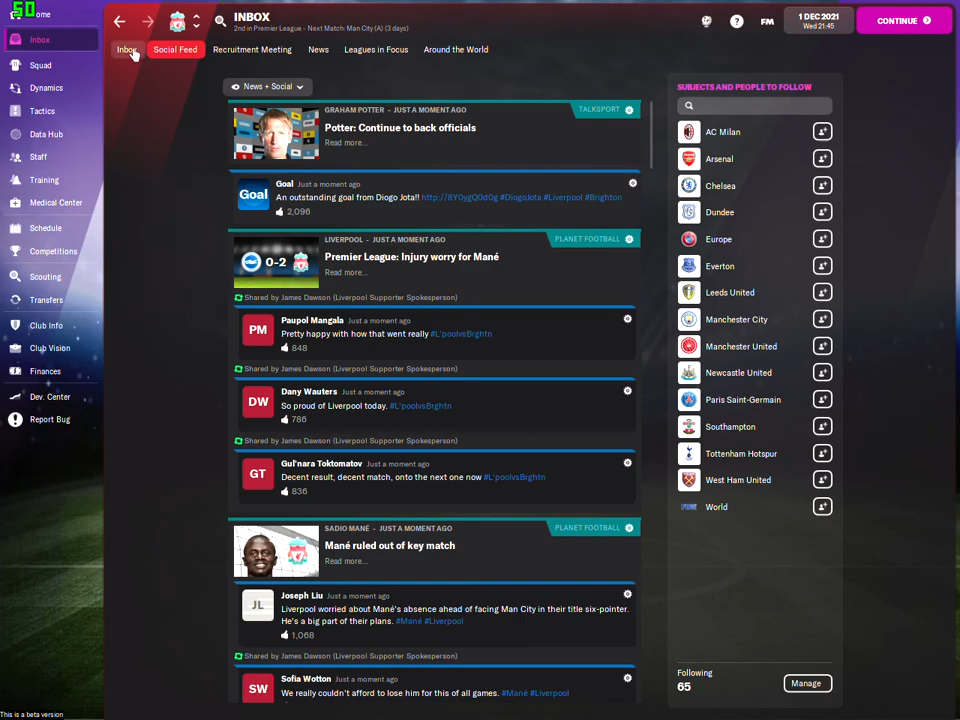 50
Home
INBOX
2nd in Premier League - Next Match: Man City (A) (3 days)
?
FM
1 DEC 2021
Wed 21:45
CONTINUE
Inbox
Squad
Dynamics
Tactics
Data Hub
Staff
Training
Medical Center
Schedule
Competitions
Scouting
Transfers
Club Info
Club Vision
Finances
Dev. Center
Report Bug
This is a beta version
Inbox
Social Feed
Recruitment Meeting
News
Leagues in Focus
Around the World
News + Social
GRAHAM POTTER - JUST A MOMENT AGO
TALKSPORT
Potter: Continue to back officials
Read more...
Goal
Goal Just a moment ago
An outstanding goal from Diogo Jota!! http://8YOygQ0d0g #DiogoJota #Liverpool #Brighton
2,096
LIVERPOOL - JUST A MOMENT AGO
PLANET FOOTBALL
0-2
Premier League: Injury worry for Mané
Read more...
Shared by James Dawson (Liverpool Supporter Spokesperson)
PM
Paupol Mangala Just a moment ago
Pretty happy with how that went really #L'poolvsBrghtn
848
Shared by James Dawson (Liverpool Supporter Spokesperson)
DW
Dany Wauters Just a moment ago
So proud of Liverpool today. #L'poolvsBrghtn
786
Shared by James Dawson (Liverpool Supporter Spokesperson)
GT
Gul'nara Toktomatov Just a moment ago
Decent result, decent match, onto the next one now #L'poolvsBrghtn
836
SADIO MANÉ - JUST A MOMENT AGO
PLANET FOOTBALL
Mané ruled out of key match
Read more...
JL
Joseph Liu Just a moment ago
Liverpool worried about Mané's absence ahead of facing Man City in their title six-pointer.
He's a big part of their plans. #Mané #Liverpool
1,068
Shared by James Dawson (Liverpool Supporter Spokesperson)
SW
Sofia Wotton Just a moment ago
We really couldn't afford to lose him for this of all games. #Mané #Liverpool
SUBJECTS AND PEOPLE TO FOLLOW
AC Milan
Arsenal
Chelsea
Dundee
Europe
Everton
Leeds United
Manchester City
Manchester United
Newcastle United
Paris Saint-Germain
Southampton
Tottenham Hotspur
West Ham United
World
Following
65
Manage